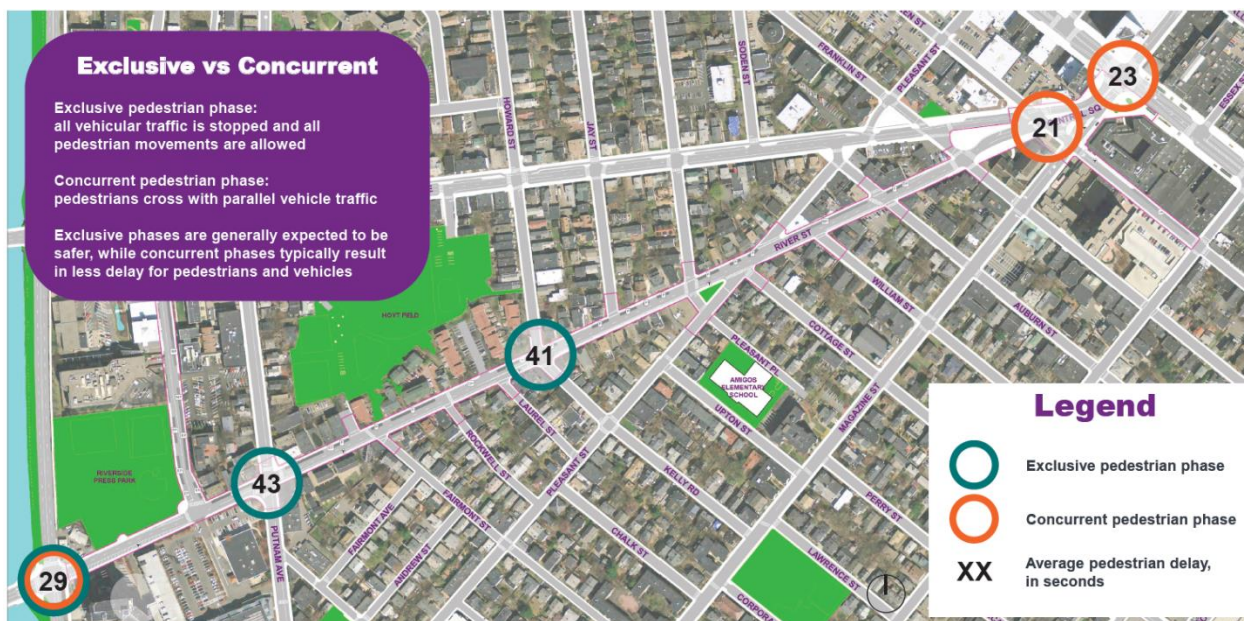 Exclusive vs Concurrent
Exclusive pedestrian phase:
all vehicular traffic is stopped and all
pedestrian movements are allowed
Concurrent pedestrian phase:
pedestrians cross with parallel vehicle traffic
Exclusive phases are generally expected to be
safer, while concurrent phases typically result
in less delay for pedestrians and vehicles
SODEN ST
FRANKLIN ST
PLEASANT ST
ESSEX ST
23
21
HOWARD ST
JAY ST
RIVER ST
WILLIAM ST
AUBURN ST
COTTAGE ST
HOYT FIELD
41
PLEASANT PL
AMIGOS
ELEMENTARY
SCHOOL
MAGAZINE ST
UPTON ST
LAUREL ST
ROCKWELL ST
PLEASANT ST
KELLY RD
PERRY ST
RIVERSIDE
PRESS PARK
43
FAIRMONT ST
FAIRMONT AVE
PUTNAM AVE
ANDREW ST
CHALK ST
LAWRENCE ST
29
Legend
Exclusive pedestrian phase
Concurrent pedestrian phase
XX
Average pedestrian delay,
in seconds